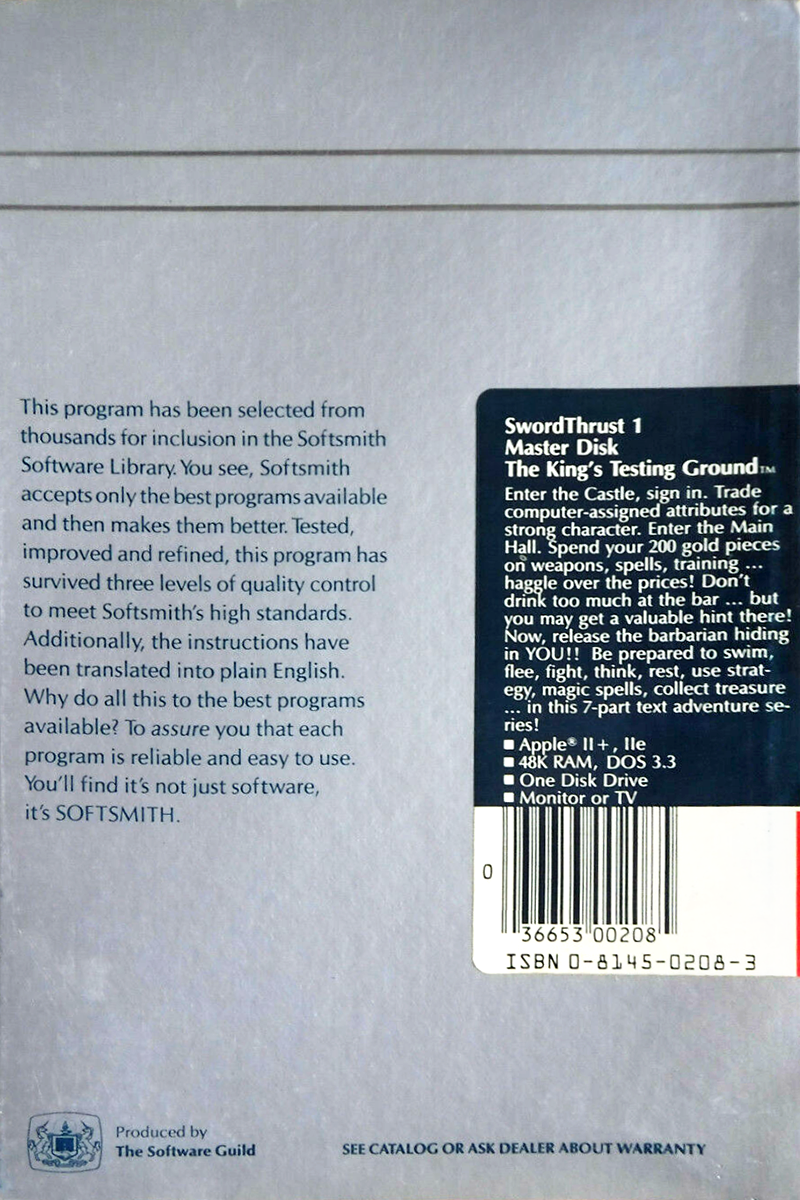 This program has been selected from
thousands for inclusion in the Softsmith
Software Library. You see, Softsmith
accepts only the best programs available
and then makes them better. Tested,
improved and refined, this program has
survived three levels of quality control
to meet Softsmith's high standards.
Additionally, the instructions have
been translated into plain English.
Why do all this to the best programs
available? To assure you that each
program is reliable and easy to use.
You'll find it's not just software,
it's SOFTSMITH.
SwordThrust 1
Master Disk
The King's Testing Ground™
Enter the Castle, sign in. Trade
computer-assigned attributes for a
strong character. Enter the Main
Hall. Spend your 200 gold pieces
on weapons, spells, training ...
haggle over the prices! Don't
drink too much at the bar ... but
you may get a valuable hint there!
Now, release the barbarian hiding
in YOU!! Be prepared to swim,
flee, fight, think, rest, use strat-
egy, magic spells, collect treasure
... in this 7-part text adventure se-
ries!
■ Apple® II+, IIe
■ 48K RAM, DOS 3.3
■ One Disk Drive
■ Monitor or TV
0
36653 00208
ISBN 0-8145-0208-3
Produced by
The Software Guild
SEE CATALOG OR ASK DEALER ABOUT WARRANTY